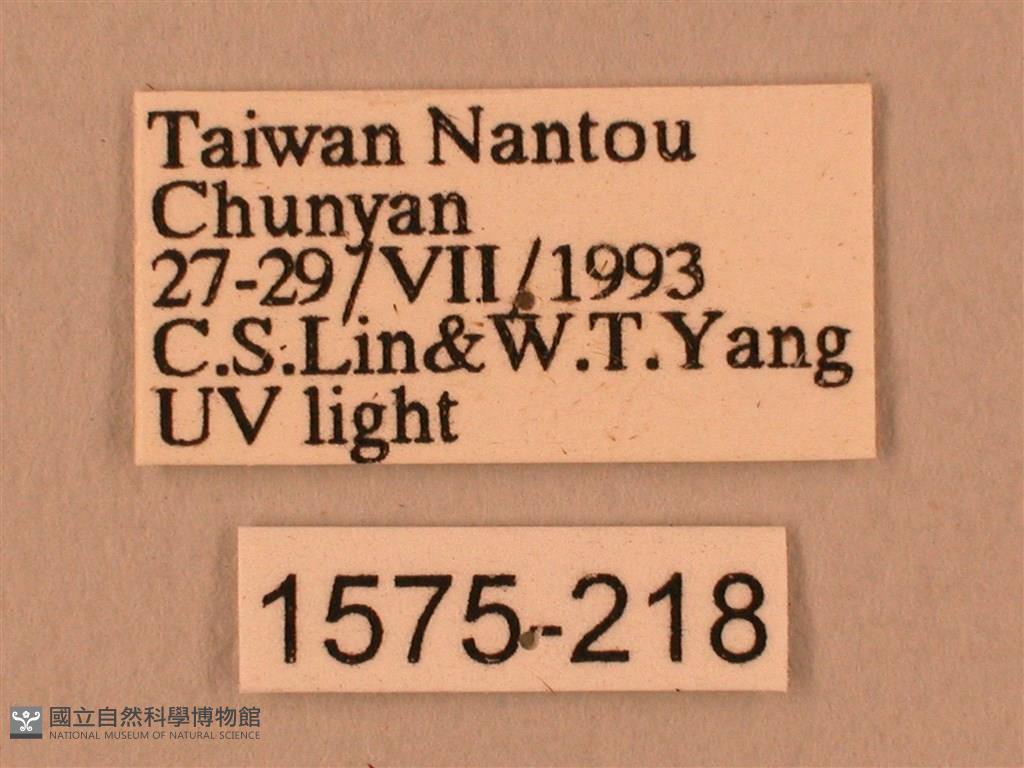 Taiwan Nantou
Chunyan
27-29/VII/1993
C.S.Lin&W.T.Yang
UV light
1575-218
國立自然科學博物館
NATIONAL MUSEUM OF NATURAL SCIENCE